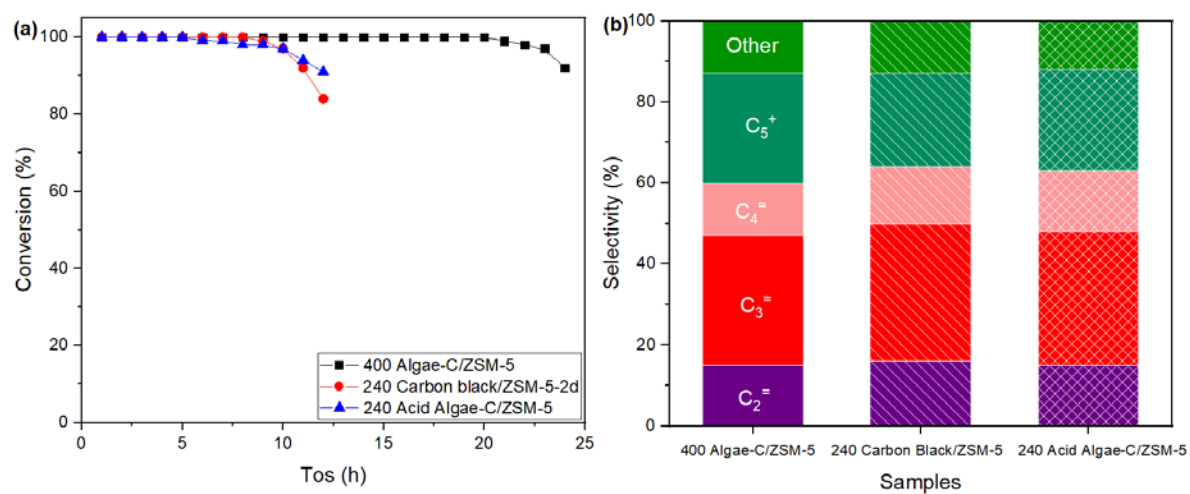 (a)
100
80
60
40
20
0
Conversion (%)
0 5 10 15 20 25
Tos (h)
400 Algae-C/ZSM-5
240 Carbon black/ZSM-5-2d
240 Acid Algae-C/ZSM-5
(b)
100
80
60
40
20
0
Selectivity (%)
Other
C5+
C4=
C3=
C2=
400 Algae-C/ZSM-5 240 Carbon Black/ZSM-5 240 Acid Algae-C/ZSM-5
Samples